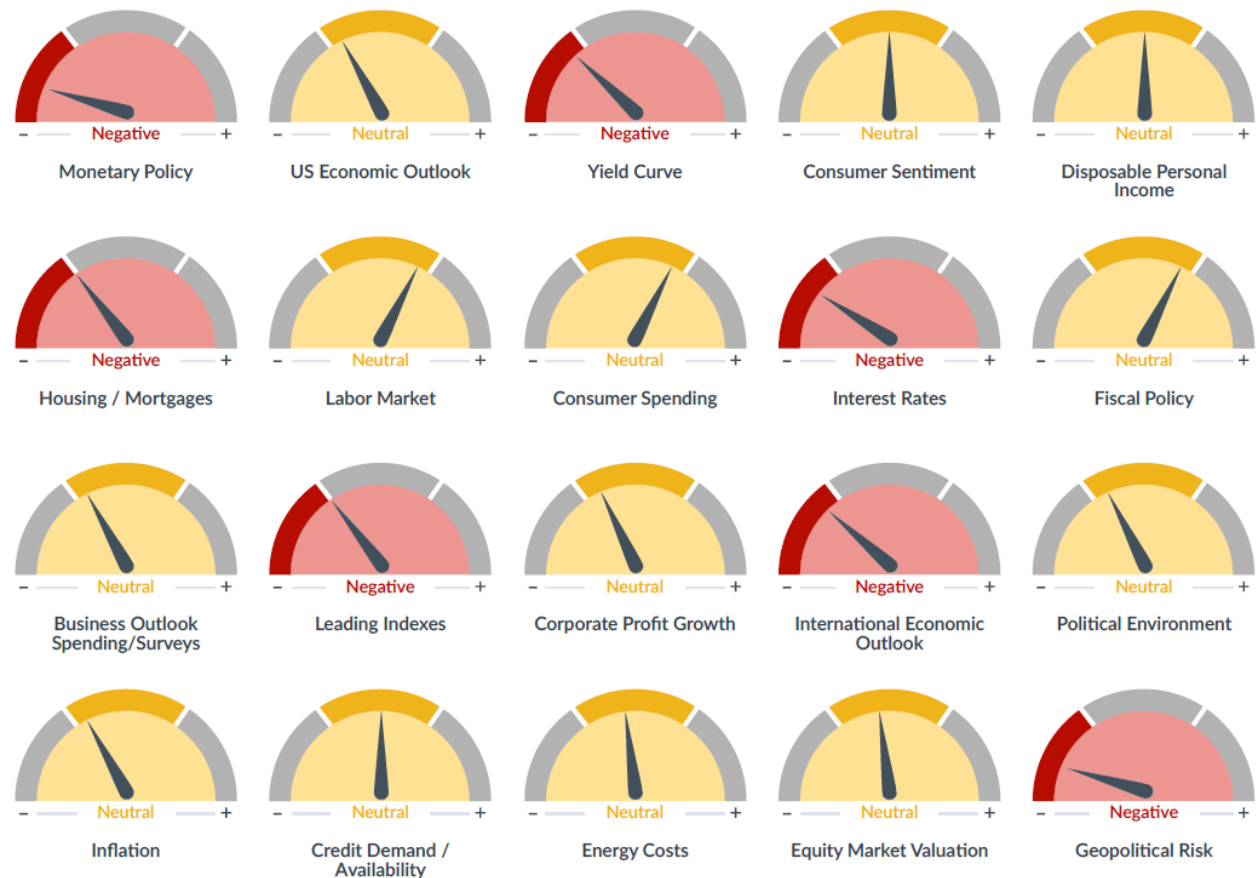 - Negative +
Monetary Policy
- Neutral +
US Economic Outlook
- Negative +
Yield Curve
- Neutral +
Consumer Sentiment
- Neutral +
Disposable Personal
Income
- Negative +
Housing / Mortgages
- Neutral +
Labor Market
- Neutral +
Consumer Spending
- Negative +
Interest Rates
- Neutral +
Fiscal Policy
- Neutral +
Business Outlook
Spending/Surveys
- Negative +
Leading Indexes
- Neutral +
Corporate Profit Growth
- Negative +
International Economic
Outlook
- Neutral +
Political Environment
- Neutral +
Inflation
- Neutral +
Credit Demand /
Availability
- Neutral +
Energy Costs
- Neutral +
Equity Market Valuation
- Negative +
Geopolitical Risk